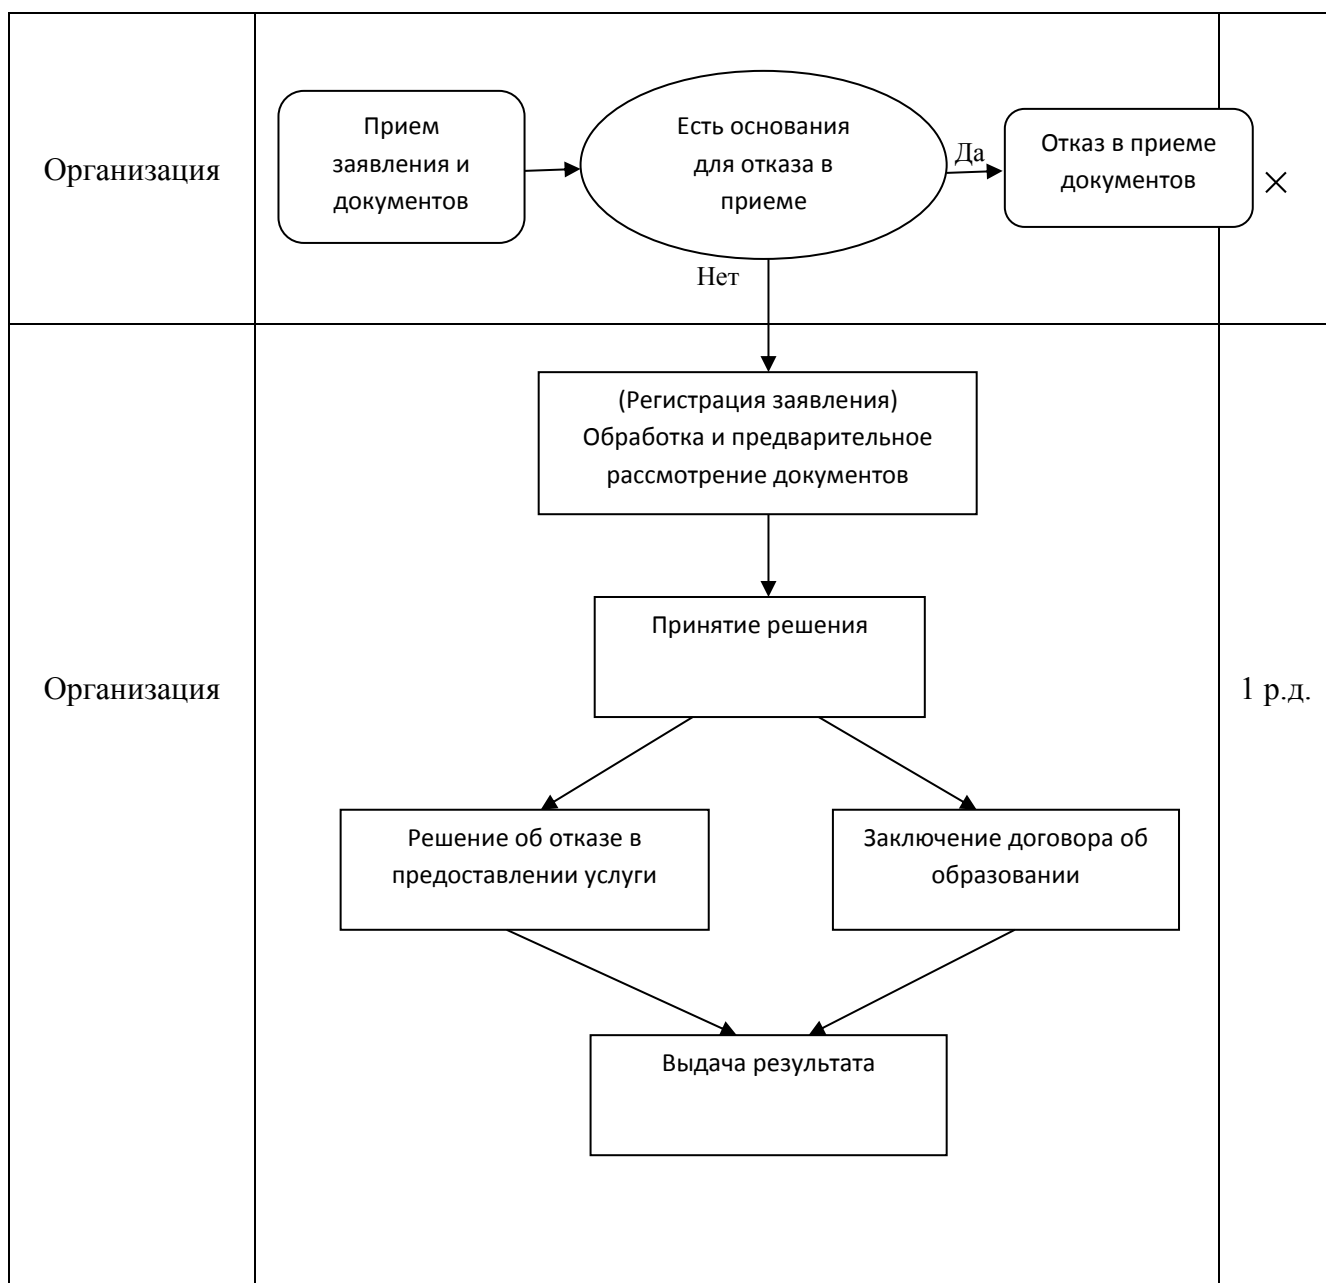 Организация
Прием
заявления и
документов
Есть основания
для отказа в
приеме
Да
Отказ в приеме
документов
×
Нет
Организация
(Регистрация заявления)
Обработка и предварительное
рассмотрение документов
Принятие решения
1 р.д.
Решение об отказе в
предоставлении услуги
Заключение договора об
образовании
Выдача результата